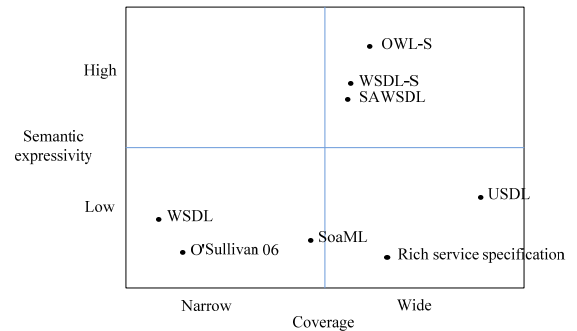 OWL-S
High
WSDL-S
SAWSDL
Semantic
expressivity
USDL
Low
WSDL
SoaML
O'Sullivan 06
Rich service specification
Narrow
Wide
Coverage